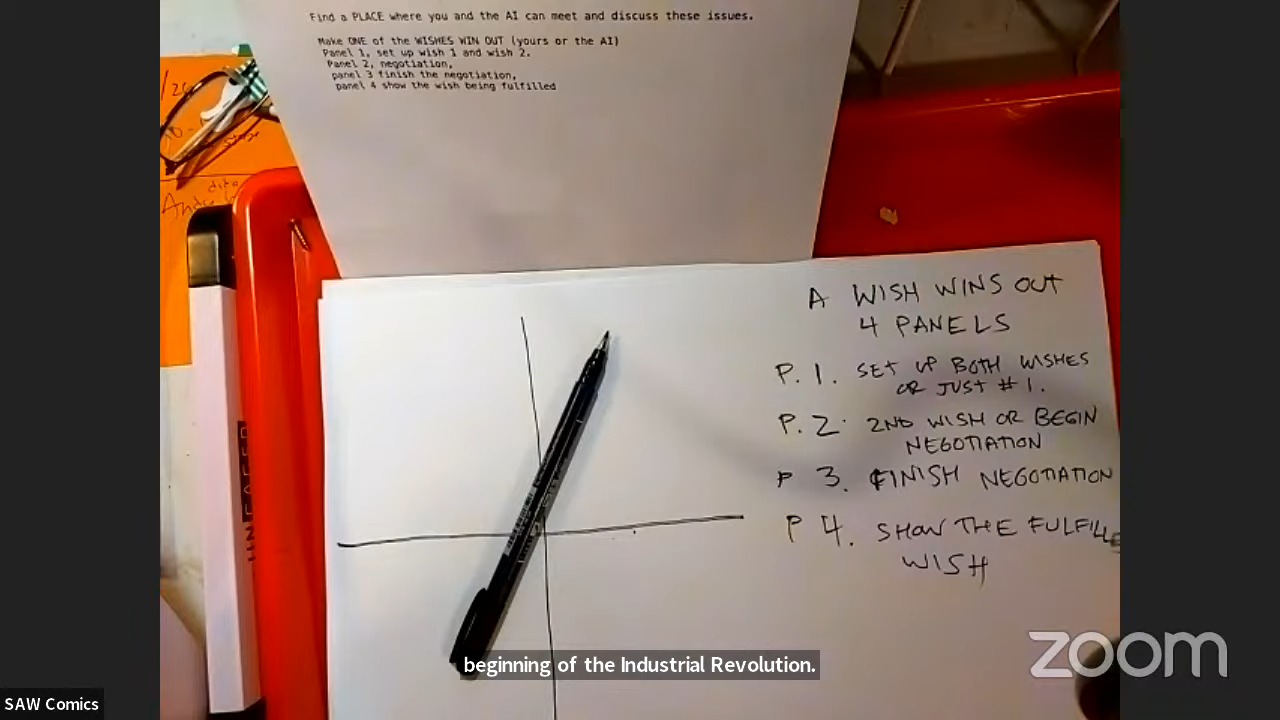 Find a PLACE where you and the AI can meet and discuss these issues.
Make ONE of the WISHES WIN OUT (yours or the AI)
Panel 1, set up wish 1 and wish 2.
Panel 2, negotiation,
panel 3 finish the negotiation,
panel 4 show the wish being fulfilled
A WISH WINS OUT
4 PANELS
P. 1. SET UP BOTH WISHES
OR JUST #1.
P. 2. 2ND WISH OR BEGIN
NEGOTIATION
P 3. FINISH NEGOTIATION
P 4. SHOW THE FULFILLE
WISH
beginning of the Industrial Revolution.
zoom
SAW Comics